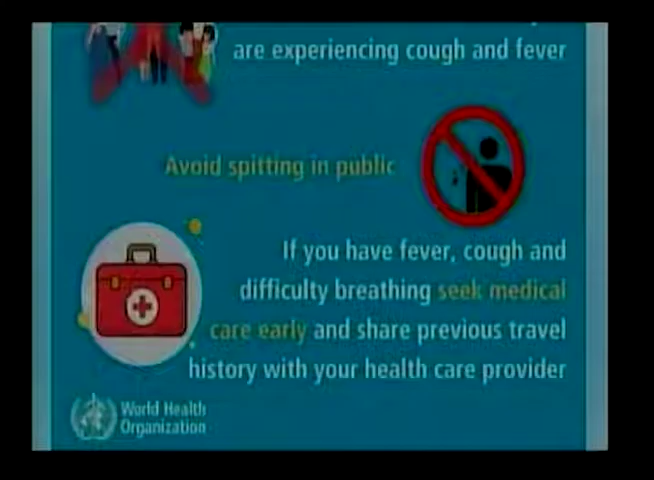 are experiencing cough and fever
Avoid spitting in public
If you have fever, cough and
difficulty breathing seek medical
care early and share previous travel
history with your health care provider
World Health
Organization